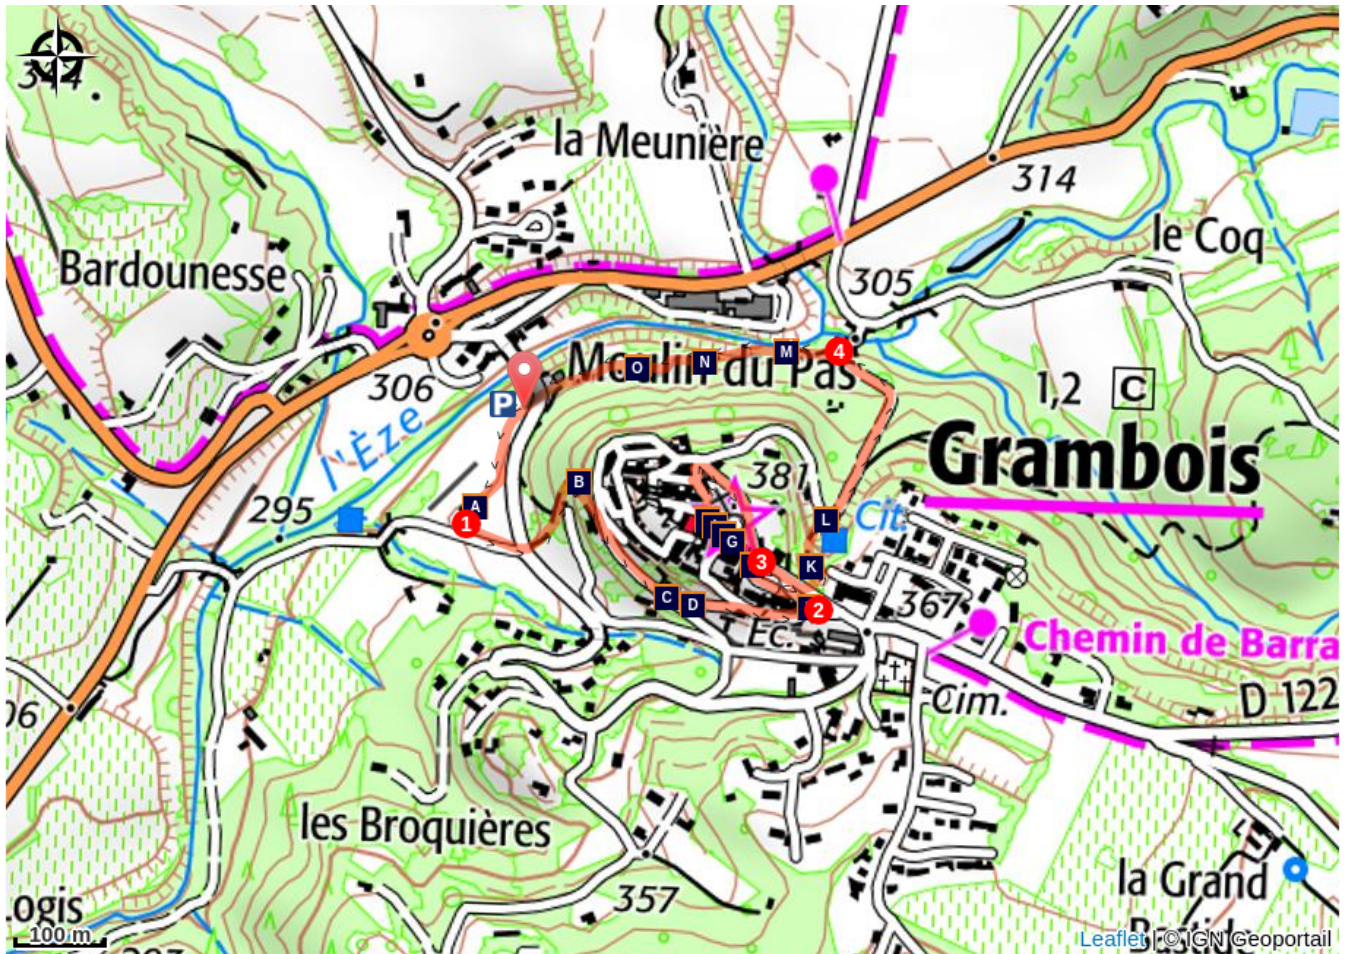 344
la Meunière
314
le Coq
Bardounesse
305
306
Moulin du Pas
O
N
M
4
P
1,2 C
l'Èze
Grambois
381
295
A
1
B
L
Cit.
G
3
K
C
D
2
367
Ec.
Chemin de Barra
Cim.
D 122
06
les Broquières
la Grand
Bastide
357
Logis
100 m
Leaflet | © IGN Geoportail